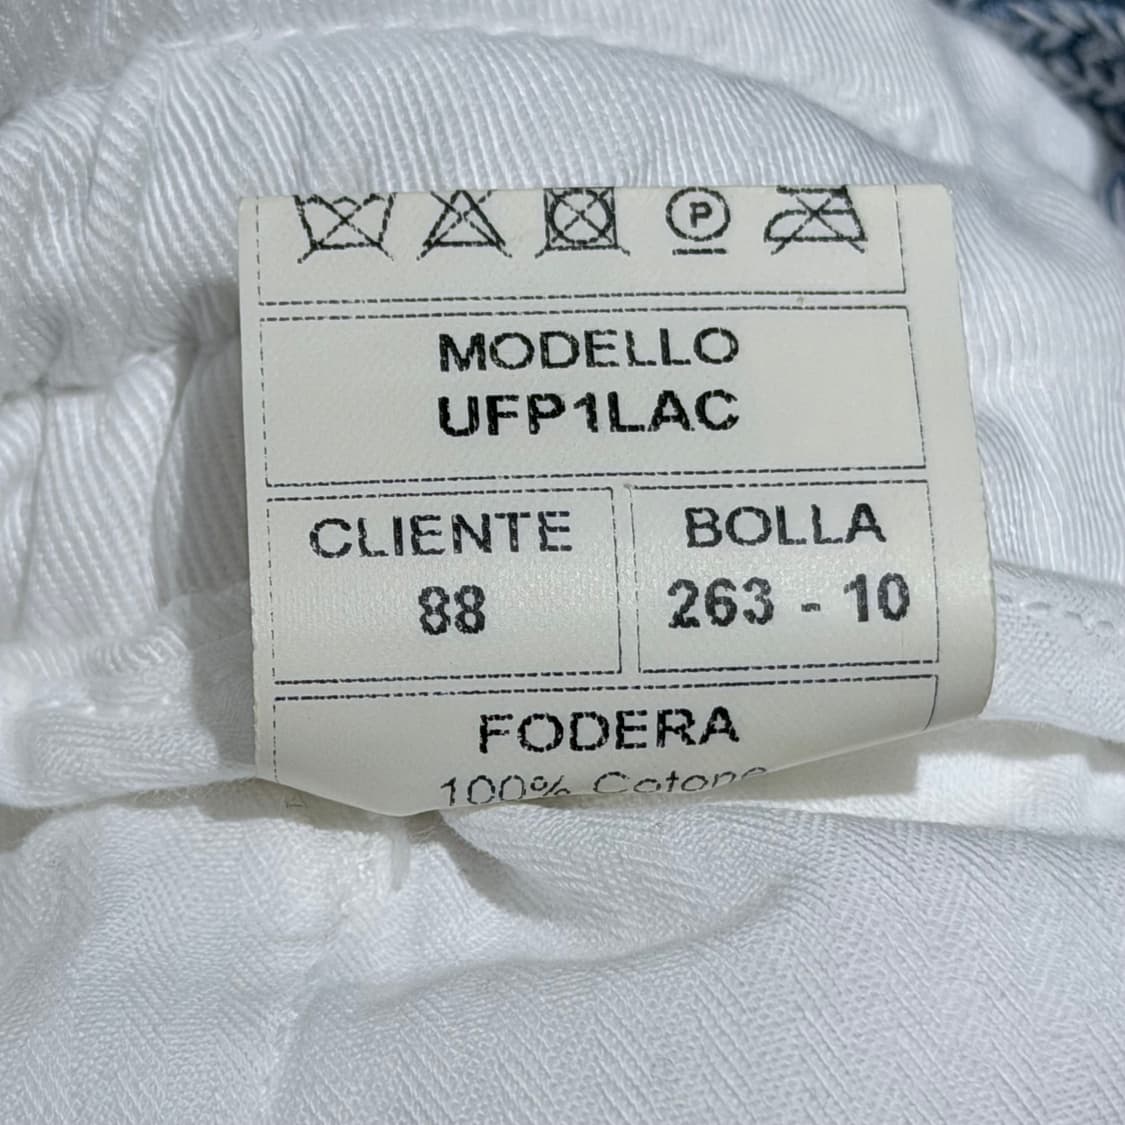 P
MODELLO
UFP1LAC
CLIENTE
88
BOLLA
263 - 10
FODERA
100% Cotone